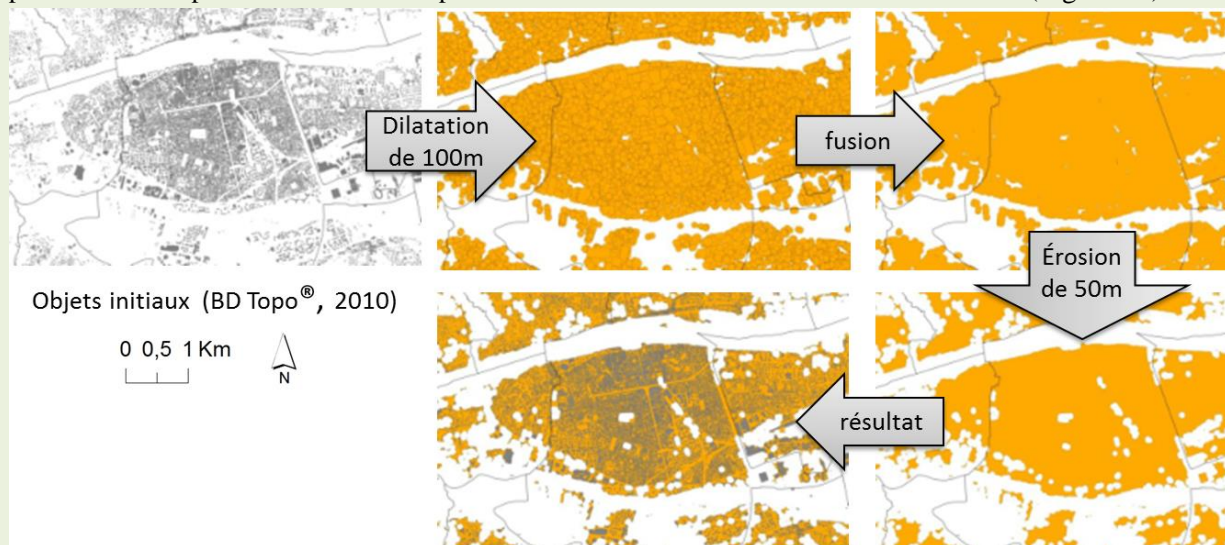 Dilatation
de 100m
fusion
Érosion
de 50m
Objets initiaux (BD Topo®, 2010)
0 0,5 1 Km
N
résultat